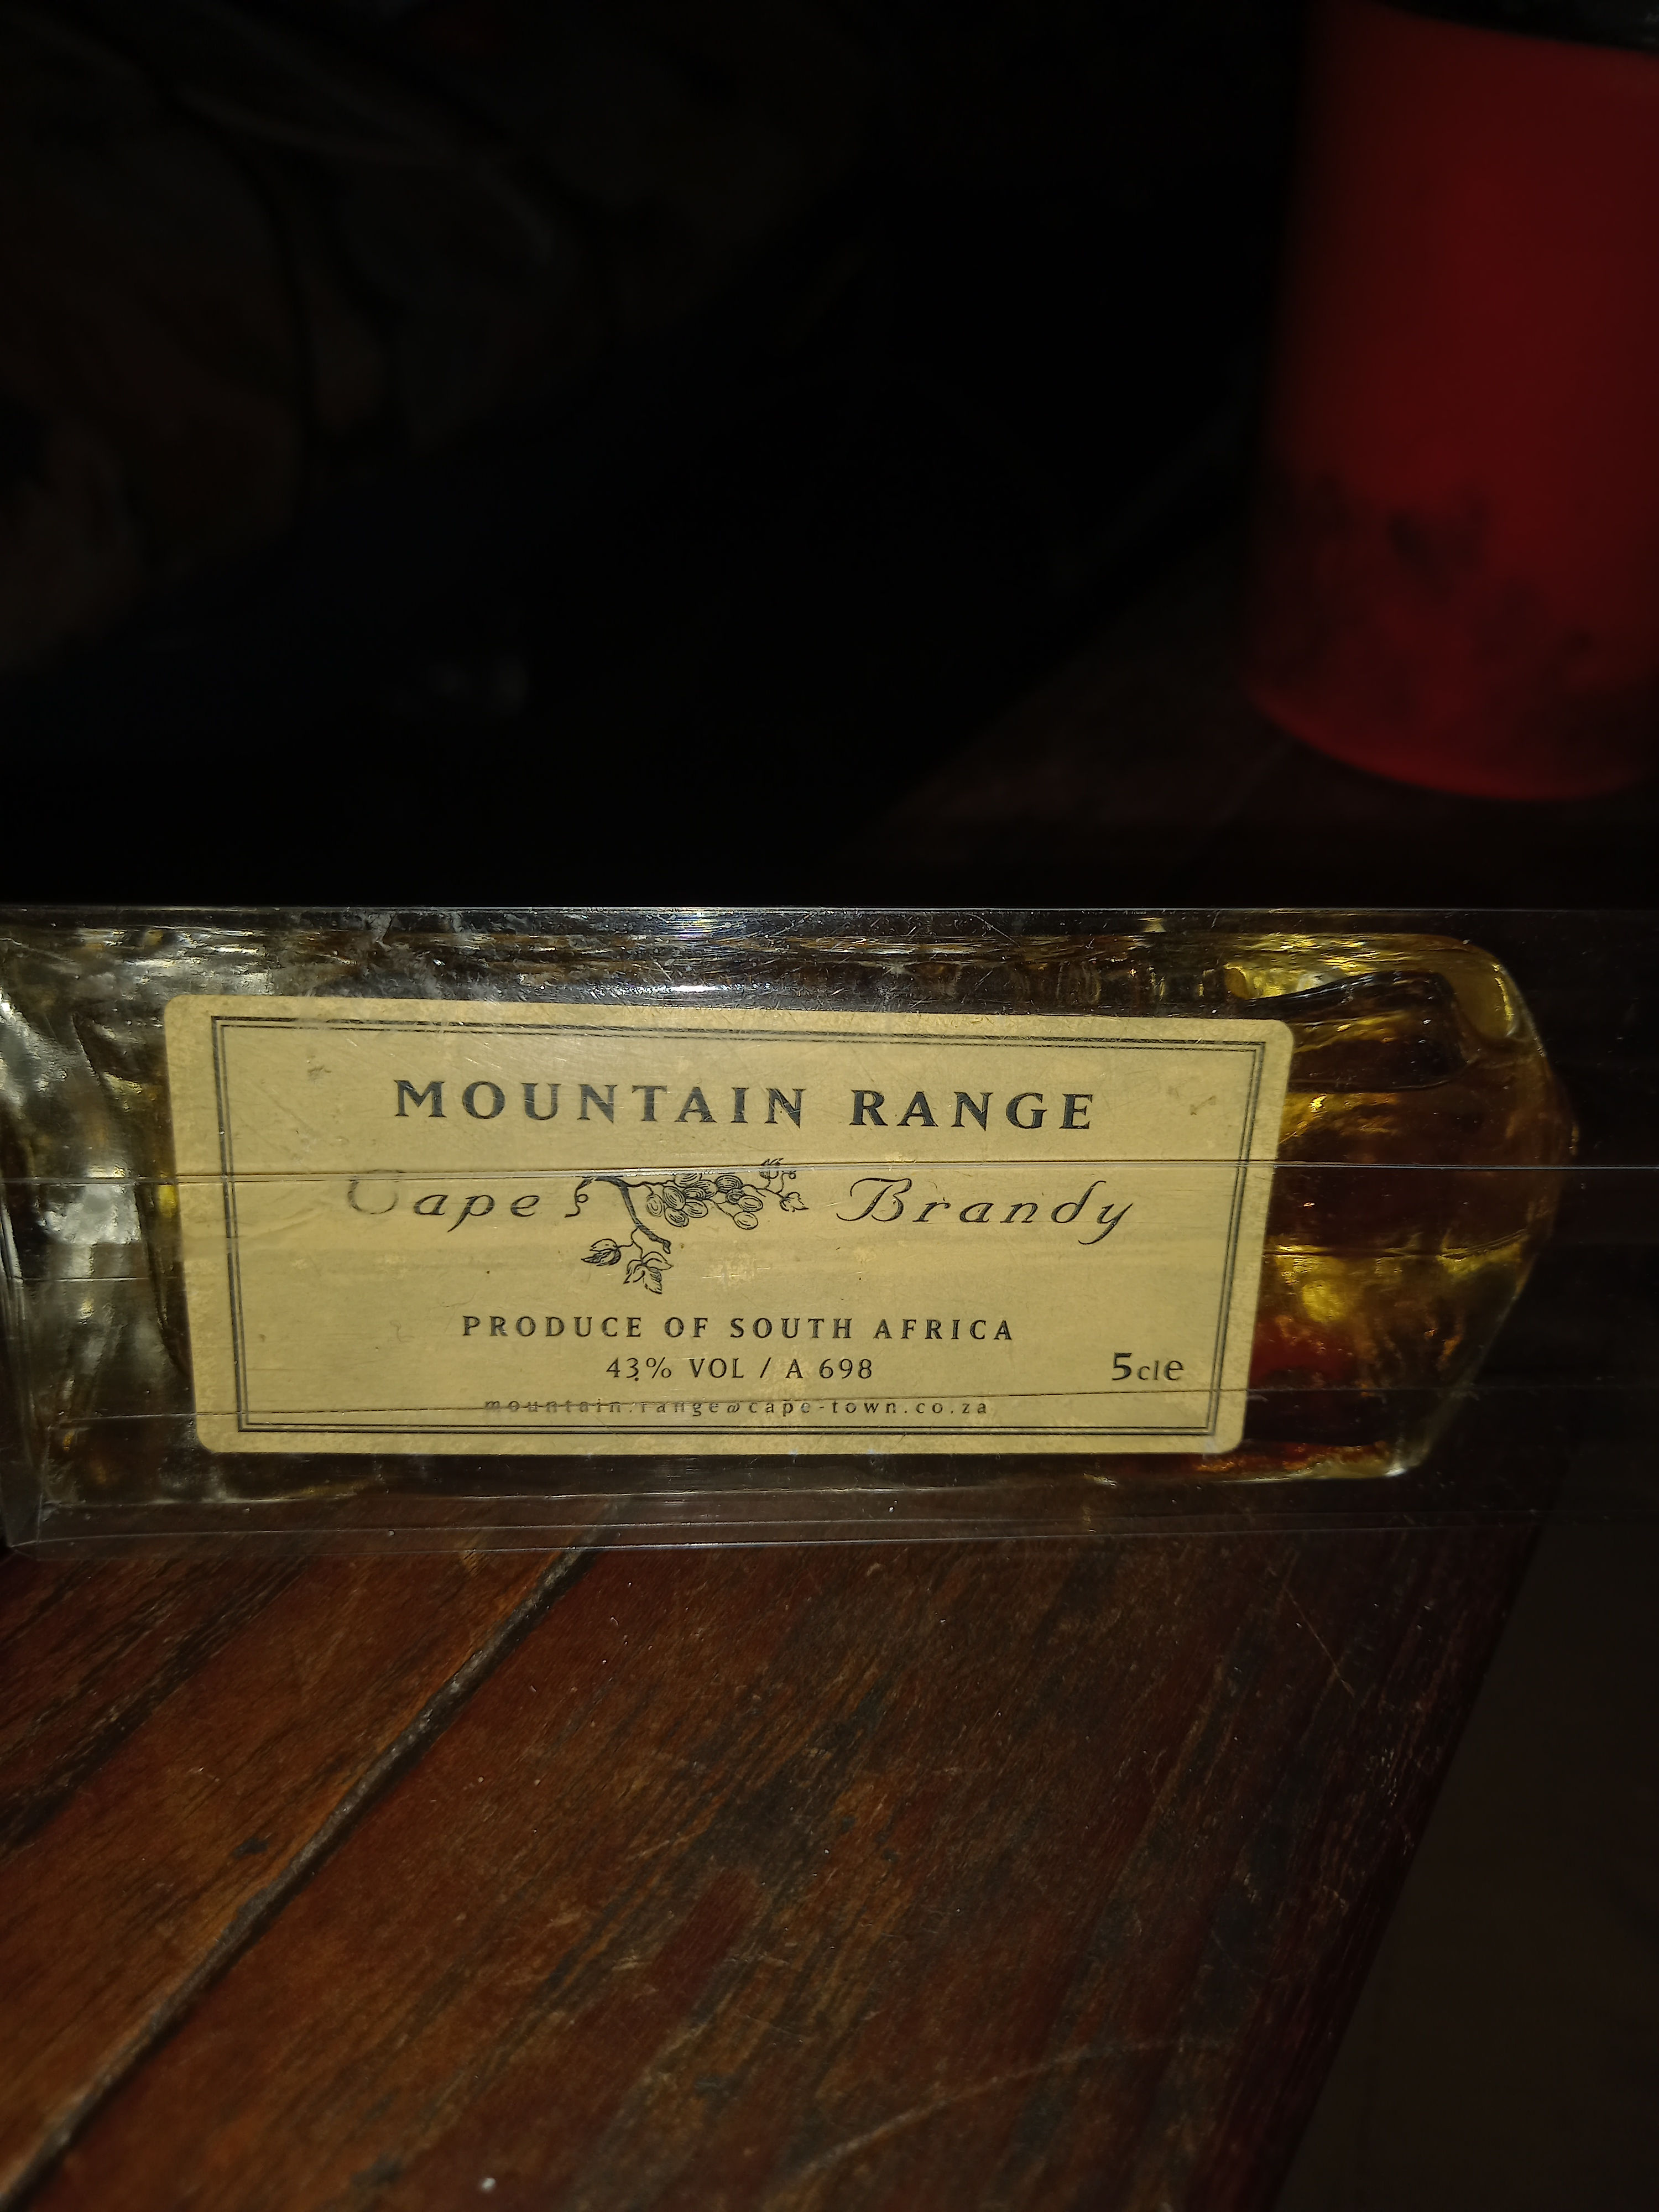 MOUNTAIN RANGE
Cape Brandy
PRODUCE OF SOUTH AFRICA
43% VOL / A 698
5cle
mountain.range@cape-town.co.za